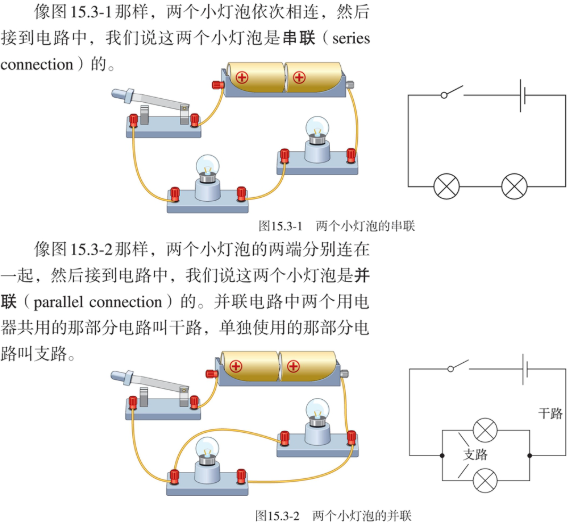 像图15.3-1那样，两个小灯泡依次相连，然后
接到电路中，我们说这两个小灯泡是串联（series
connection）的。
图15.3-1 两个小灯泡的串联
像图15.3-2那样，两个小灯泡的两端分别连在
一起，然后接到电路中，我们说这两个小灯泡是并
联（parallel connection）的。并联电路中两个用电
器共用的那部分电路叫干路，单独使用的那部分电
路叫支路。
干路
支路
图15.3-2 两个小灯泡的并联